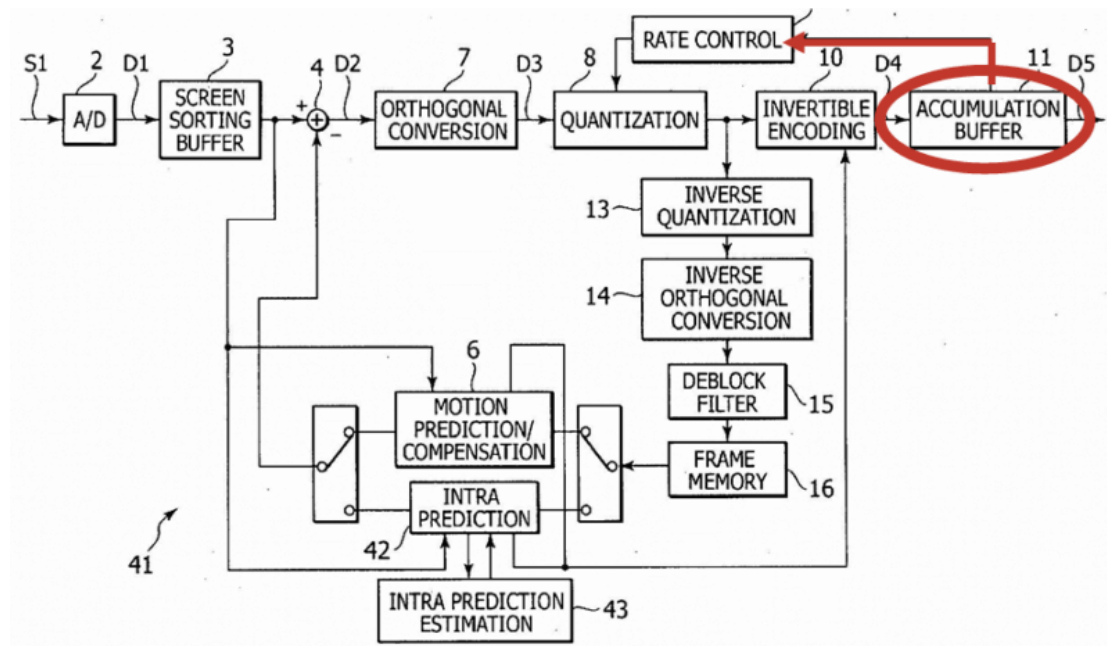 RATE CONTROL
S1
2
D1
3
4
D2
7
D3
8
10
D4
11
D5
A/D
SCREEN
SORTING
BUFFER
+
−
ORTHOGONAL
CONVERSION
QUANTIZATION
INVERTIBLE
ENCODING
ACCUMULATION
BUFFER
13
INVERSE
QUANTIZATION
14
INVERSE
ORTHOGONAL
CONVERSION
6
MOTION
PREDICTION/
COMPENSATION
DEBLOCK
FILTER
15
FRAME
MEMORY
16
INTRA
PREDICTION
42
41
INTRA PREDICTION
ESTIMATION
43